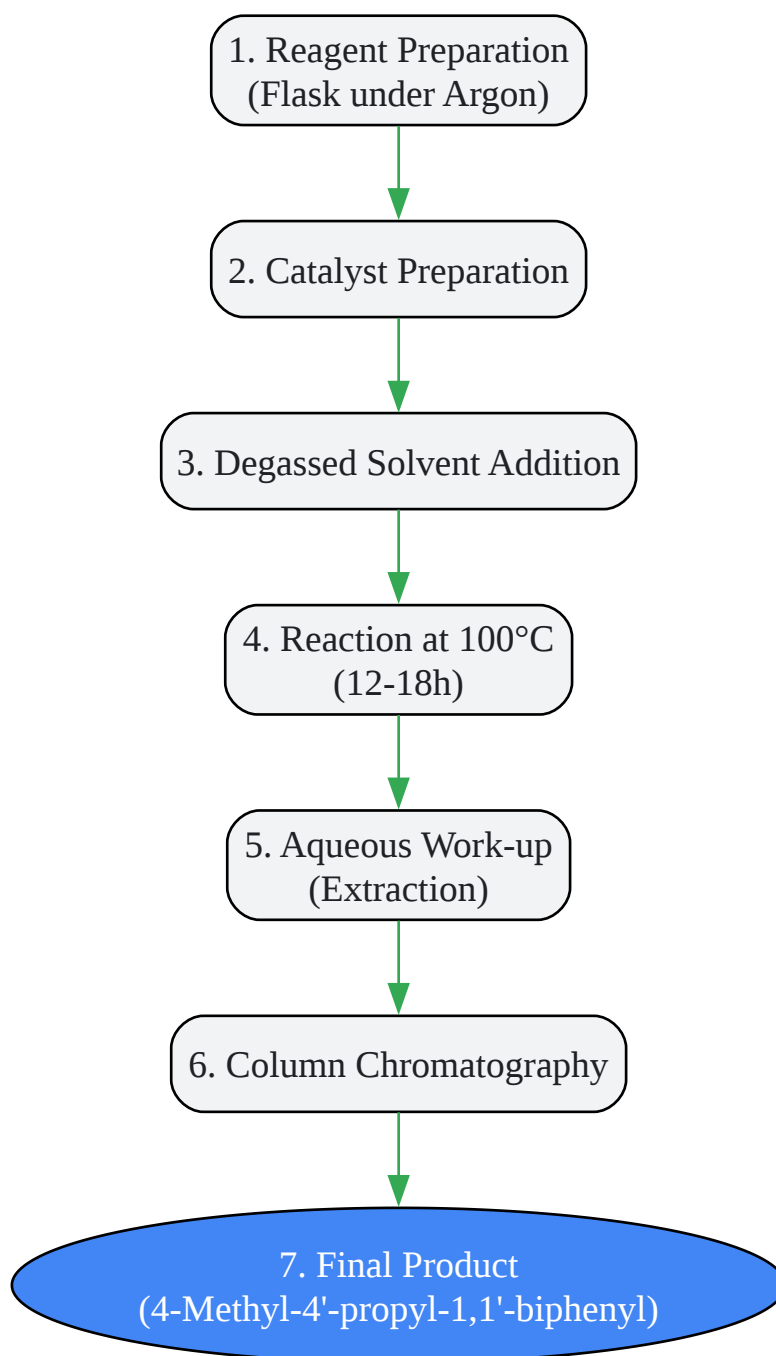 1. Reagent Preparation
(Flask under Argon)
2. Catalyst Preparation
3. Degassed Solvent Addition
4. Reaction at 100°C
(12-18h)
5. Aqueous Work-up
(Extraction)
6. Column Chromatography
7. Final Product
(4-Methyl-4'-propyl-1,1'-biphenyl)